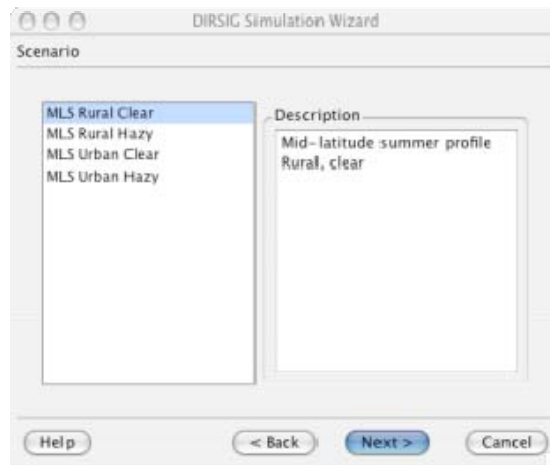 DIRSIG Simulation Wizard
Scenario
MLS Rural Clear
MLS Rural Hazy
MLS Urban Clear
MLS Urban Hazy
Description
Mid-latitude summer profile
Rural, clear
Help
< Back
Next >
Cancel